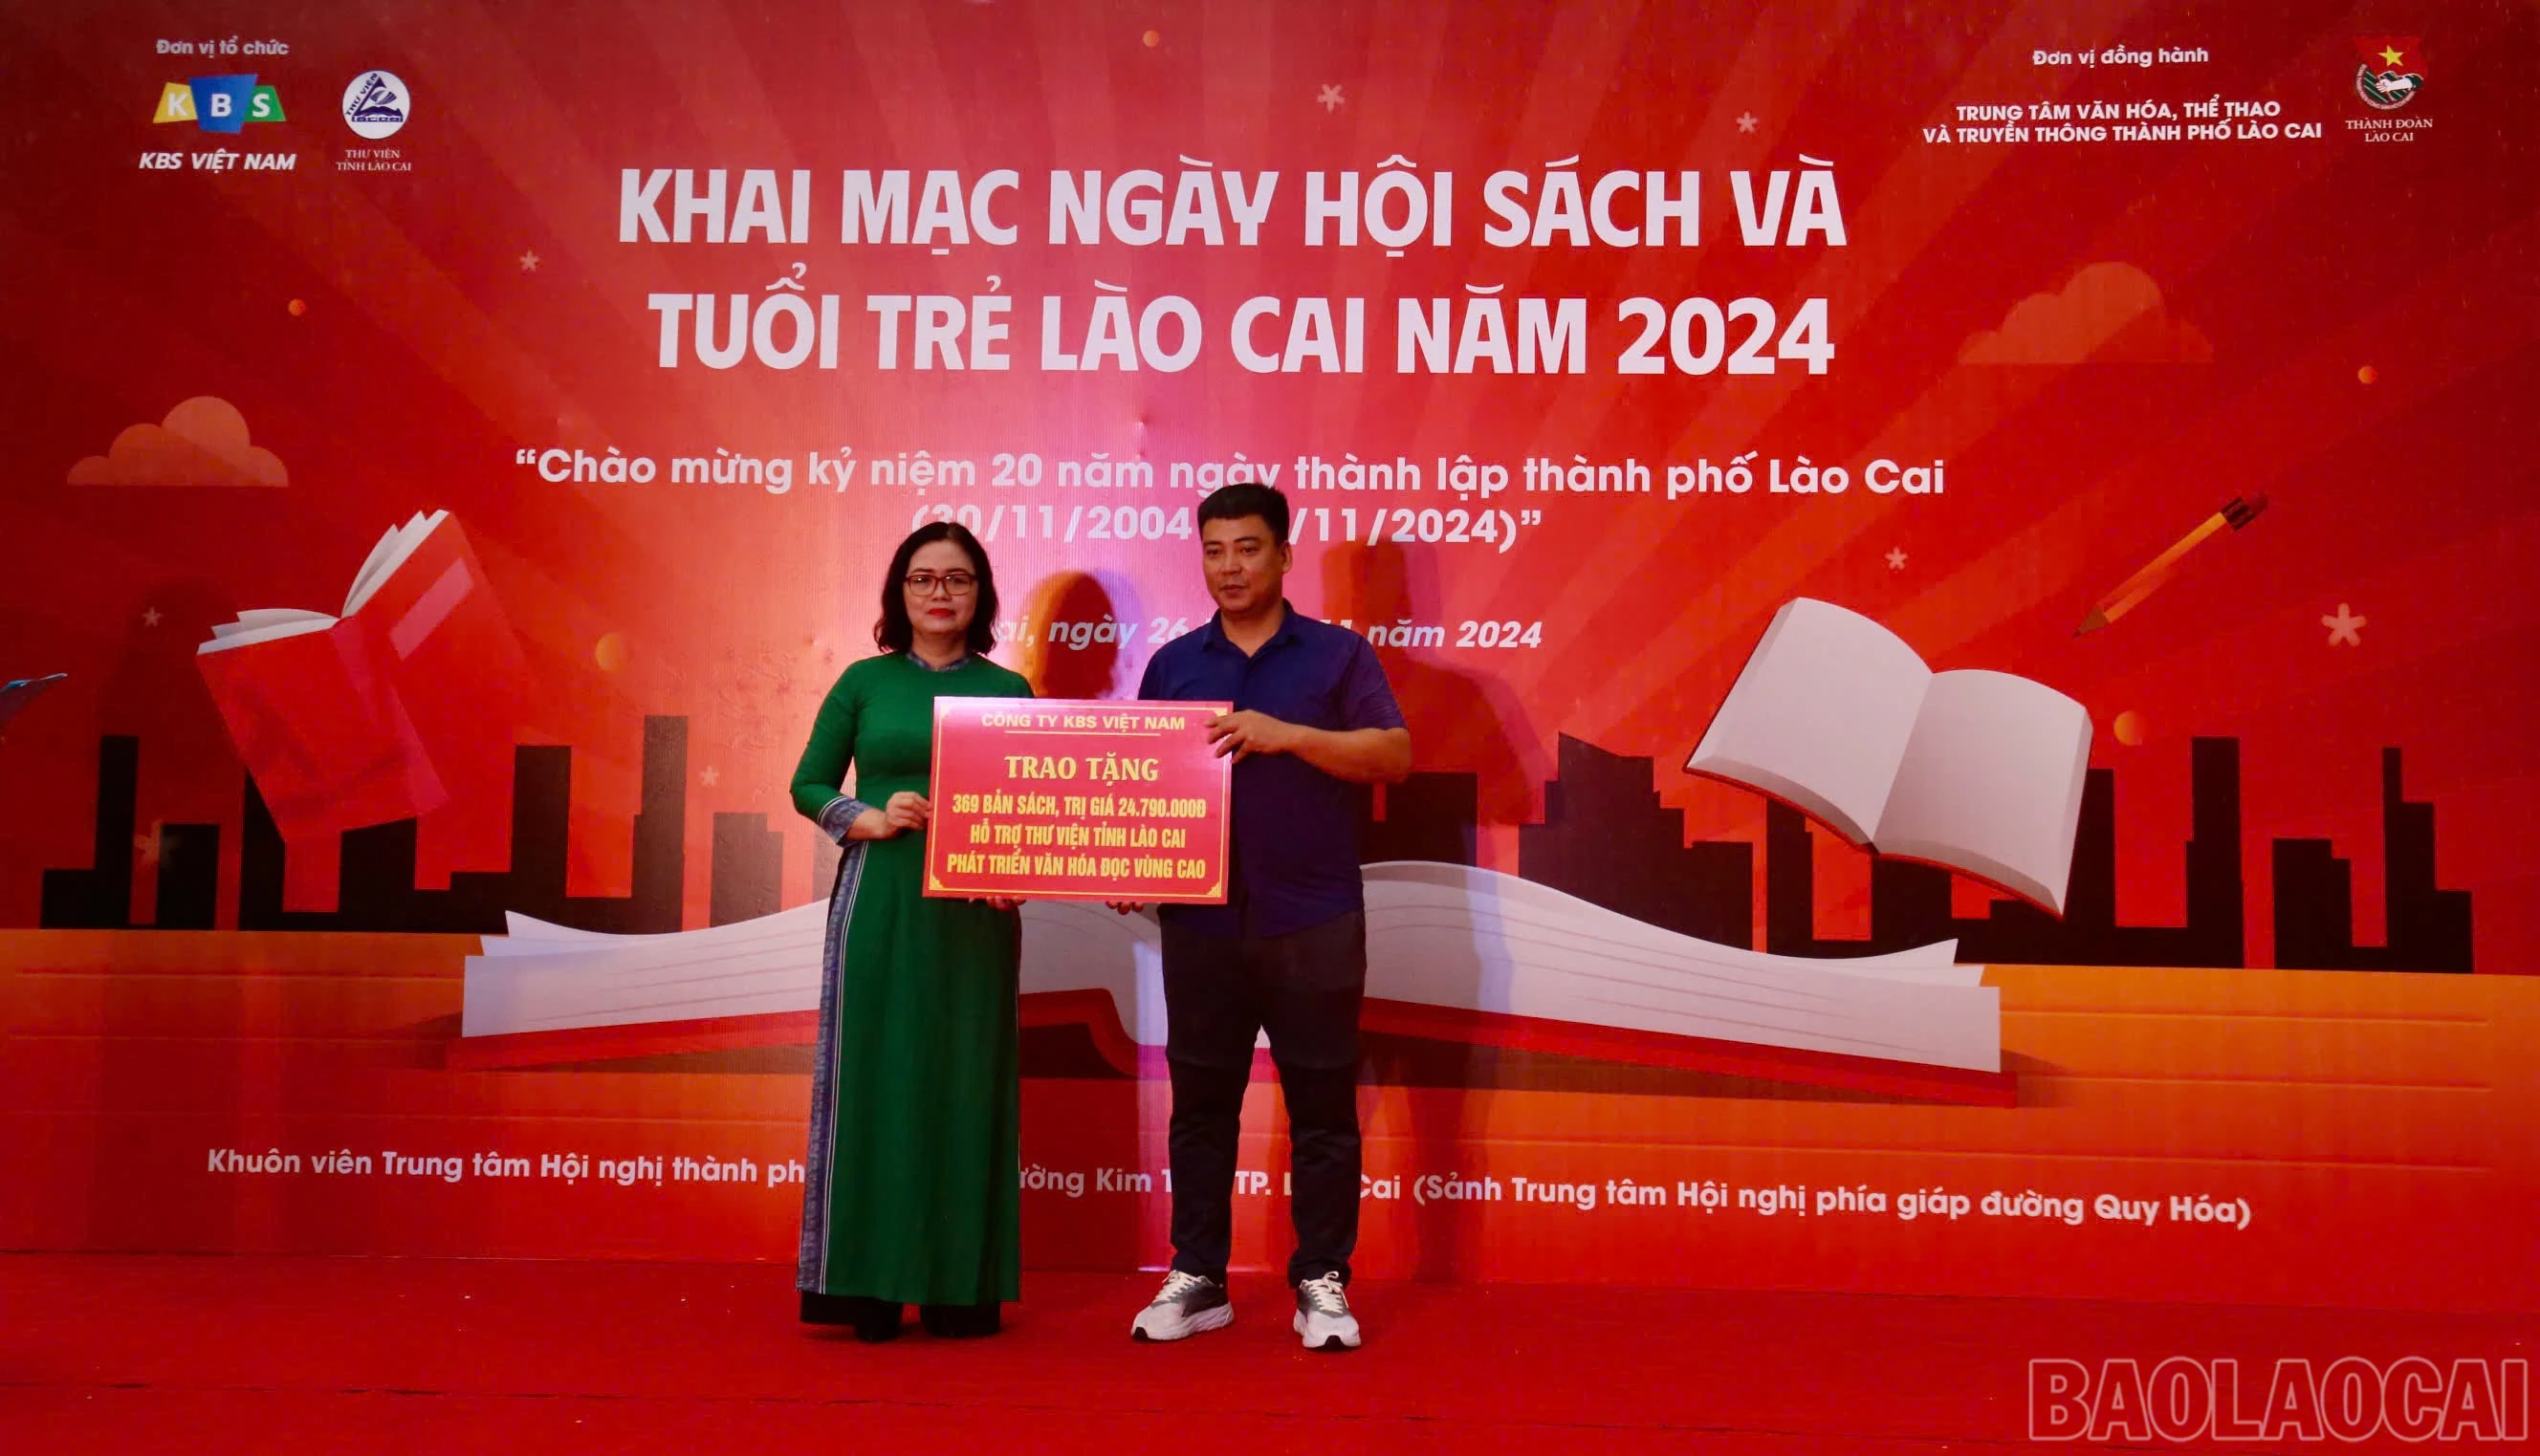 Đơn vị tổ chức
KBS
KBS VIỆT NAM
THƯ VIỆN
THƯ VIỆN
TỈNH LÀO CAI
Đơn vị đồng hành
TRUNG TÂM VĂN HÓA, THỂ THAO
VÀ TRUYỀN THÔNG THÀNH PHỐ LÀO CAI
THÀNH ĐOÀN
LÀO CAI
KHAI MẠC NGÀY HỘI SÁCH VÀ
TUỔI TRẺ LÀO CAI NĂM 2024
“Chào mừng kỷ niệm 20 năm ngày thành lập thành phố Lào Cai
(30/11/2004 /11/2024)”
ai, ngày 26 năm 2024
CÔNG TY KBS VIỆT NAM
TRAO TẶNG
369 BẢN SÁCH, TRỊ GIÁ 24.790.000Đ
HỖ TRỢ THƯ VIỆN TỈNH LÀO CAI
PHÁT TRIỂN VĂN HÓA ĐỌC VÙNG CAO
Khuôn viên Trung tâm Hội nghị thành ph ường Kim T TP. L Cai (Sảnh Trung tâm Hội nghị phía giáp đường Quy Hóa)
BAOLAOCAI